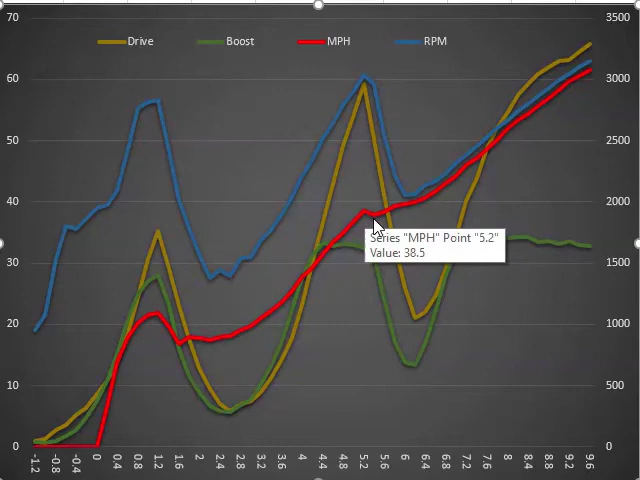 70 3500
Drive Boost MPH RPM
60 3000
50 2500
40 2000
Series "MPH" Point "5.2"
Value: 38.5
30 1500
20 1000
10 500
0 0
-1.2 -0.8 -0.4 0 0.4 0.8 1.2 1.6 2 2.4 2.8 3.2 3.6 4 4.4 4.8 5.2 5.6 6 6.4 6.8 7.2 7.6 8 8.4 8.8 9.2 9.6